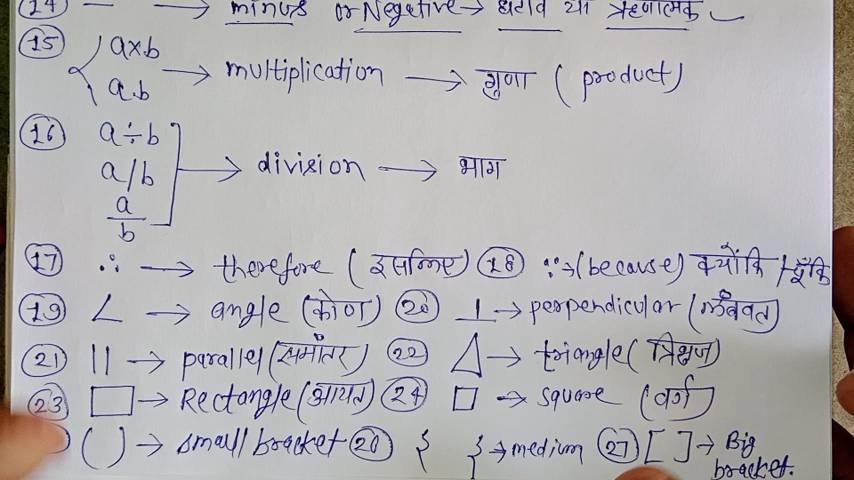 14 − → minus or Negative → घटाव या ऋणात्मक
15 a×b
a.b → multiplication → गुणा ( product)
16 a÷b
a/b → division → भाग
a
b
17 ∴ → therefore ( इसलिए) 18 ∵→(because) क्योंकि / चूँकि
19 ∠ → angle (कोण) 20 ⊥→perpendicular (लंबवत)
21 || → parallel (समांतर) 22 △→ triangle( त्रिभुज)
23 ▭→ Rectangle (आयत) 24 □ → square (वर्ग)
( ) → small bracket 26 { }→medium 27 [ ]→ Big
bracket.